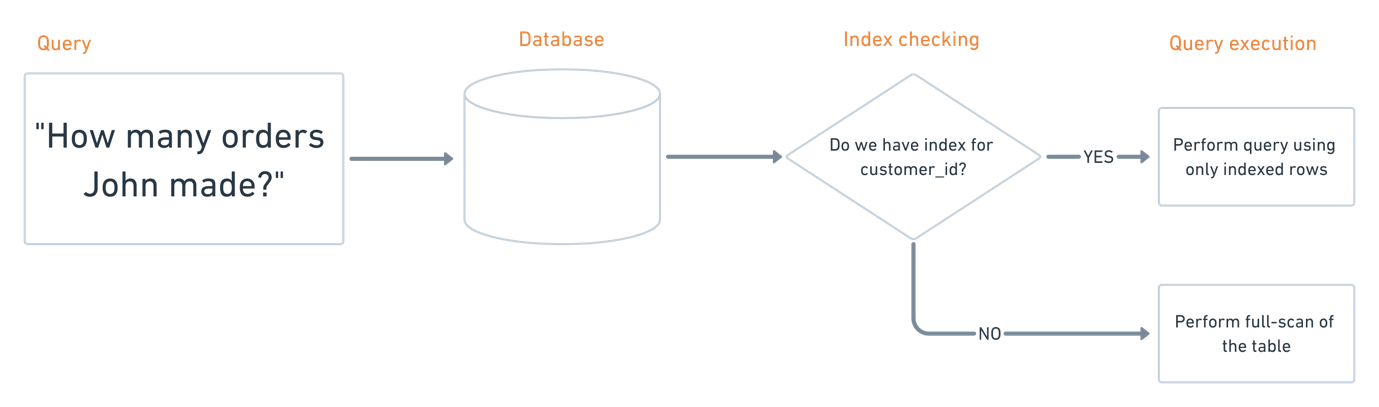 Query
Database
Index checking
Query execution
"How many orders
John made?"
Do we have index for
customer_id?
YES
Perform query using
only indexed rows
NO
Perform full-scan of
the table